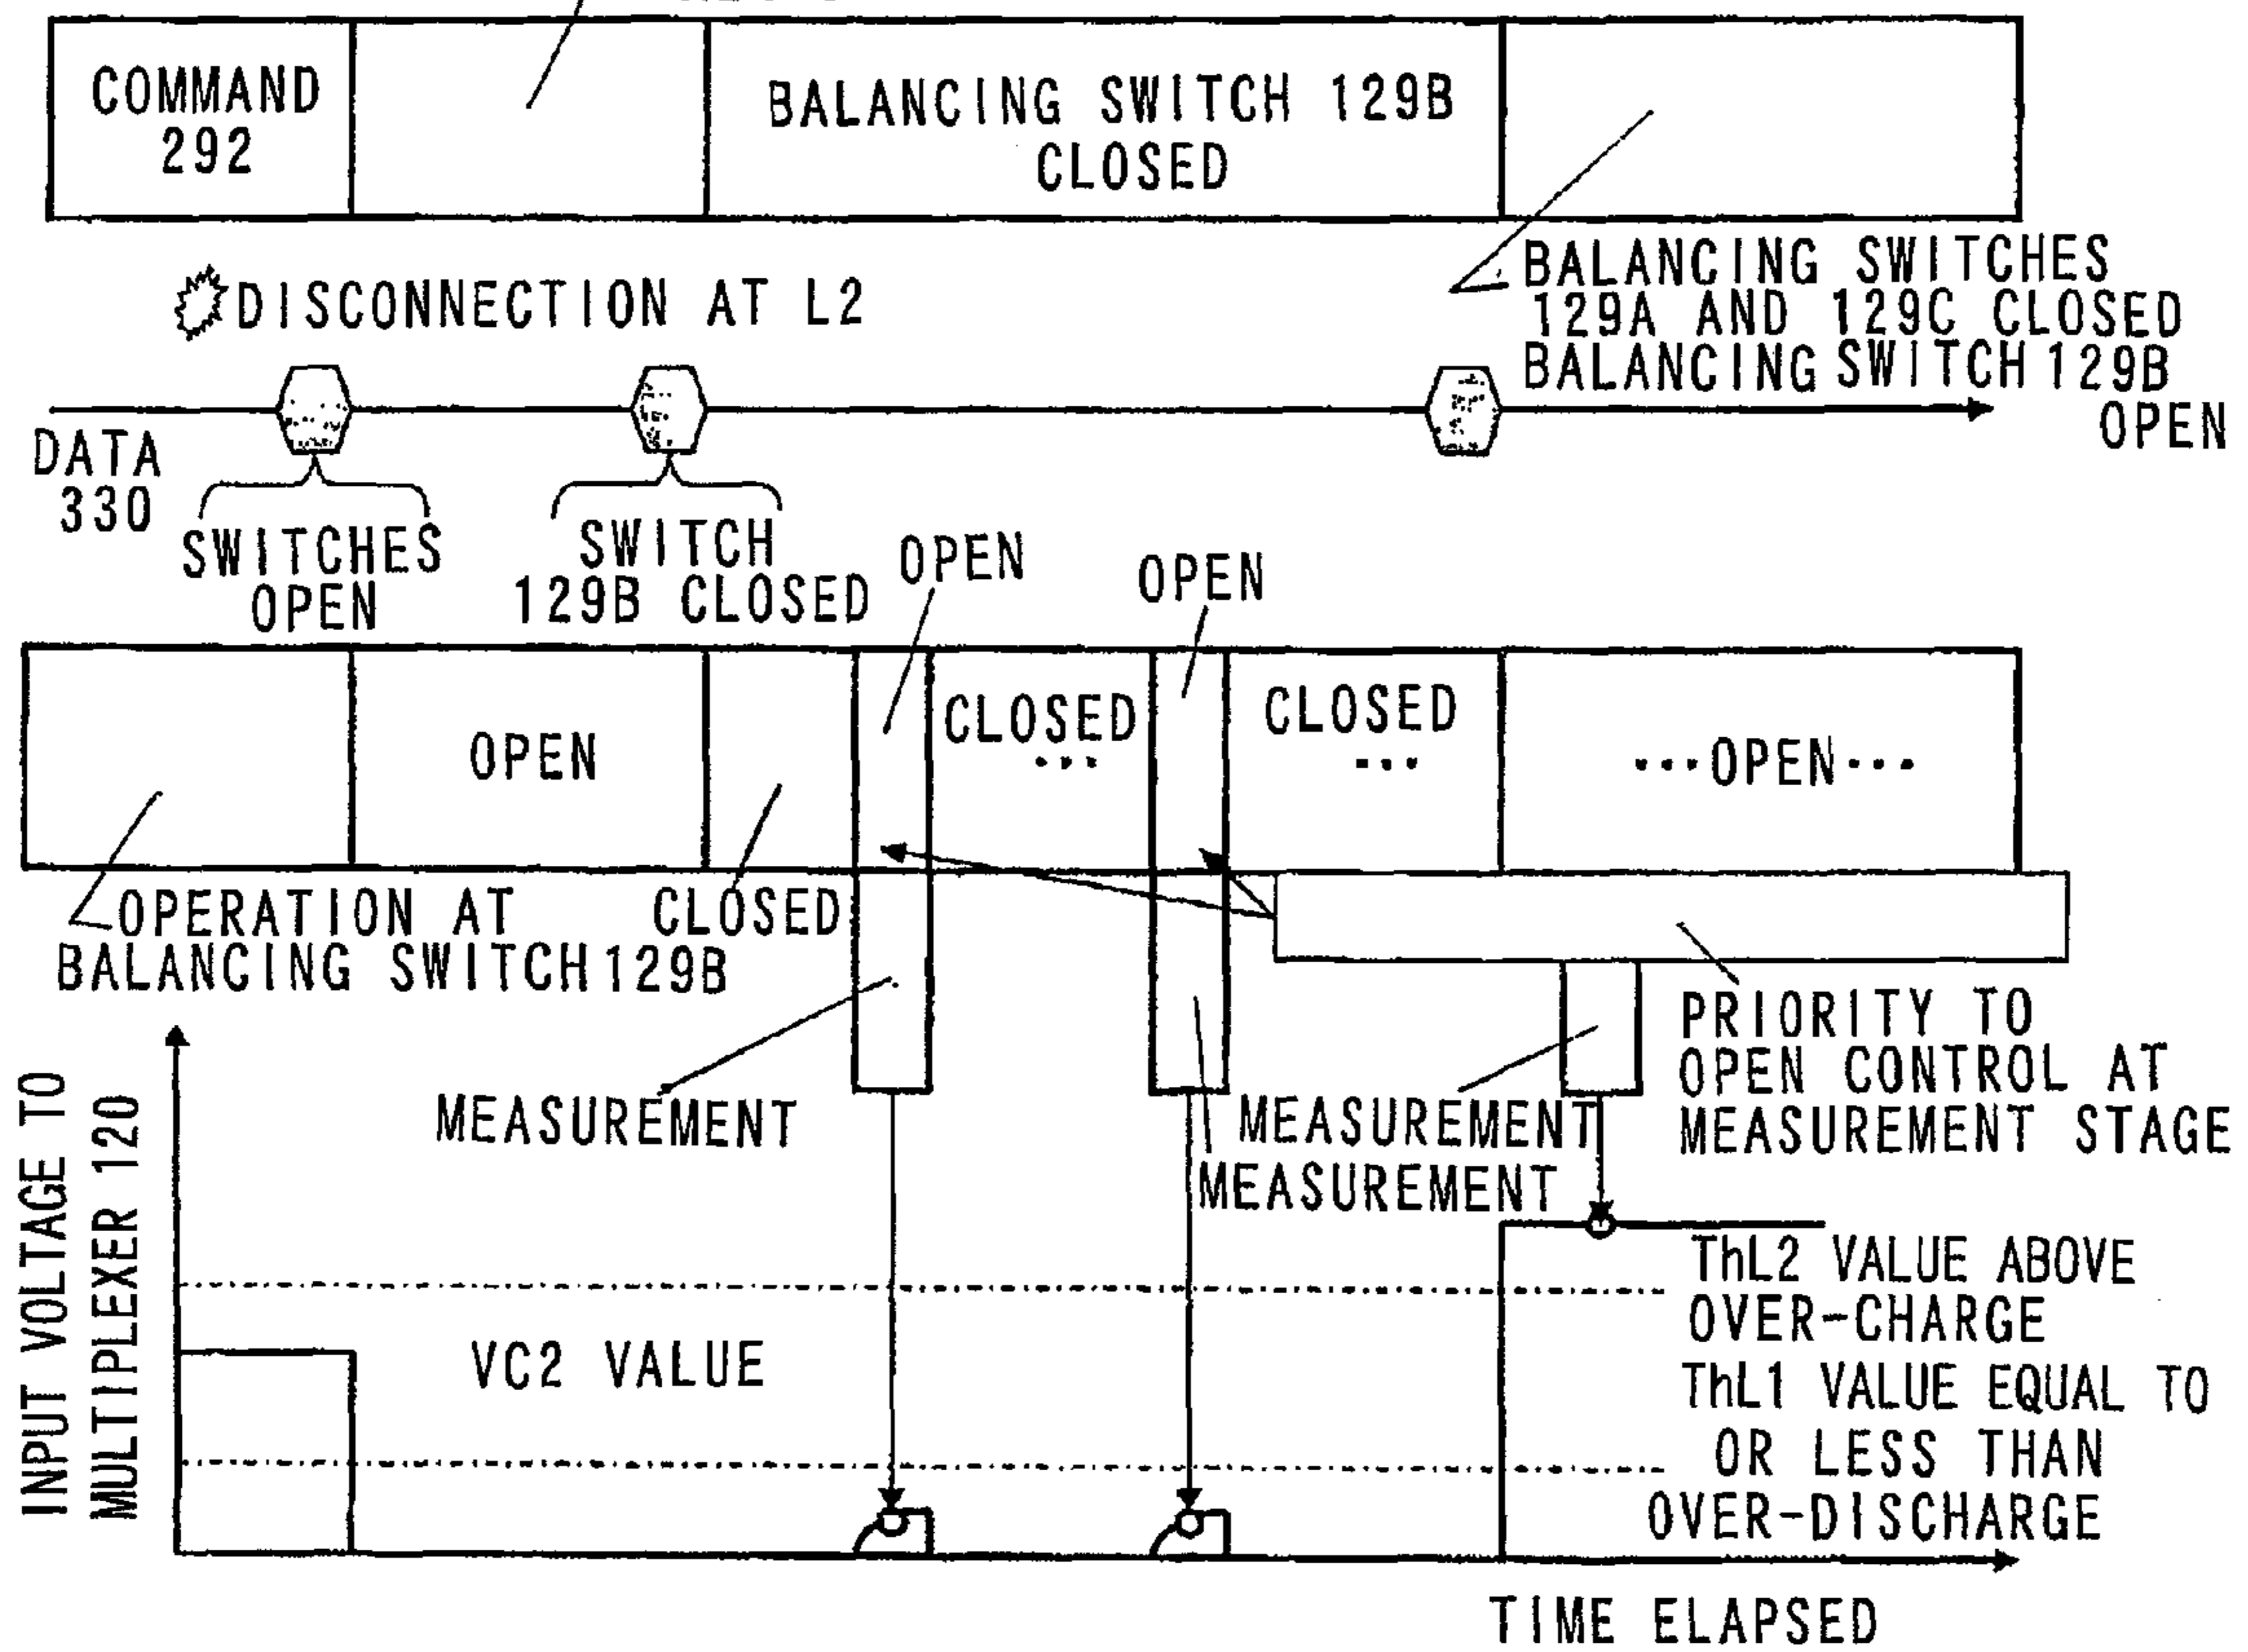 COMMAND
292
BALANCING SWITCH 129B
CLOSED
BALANCING SWITCHES
129A AND 129C CLOSED
BALANCING SWITCH 129B
OPEN
DISCONNECTION AT L2
DATA
330
SWITCHES
OPEN
SWITCH
129B CLOSED
OPEN
OPEN
OPEN
CLOSED
...
CLOSED
...
...OPEN...
OPERATION AT
BALANCING SWITCH 129B
CLOSED
MEASUREMENT
MEASUREMENT
MEASUREMENT
PRIORITY TO
OPEN CONTROL AT
MEASUREMENT STAGE
INPUT VOLTAGE TO
MULTIPLEXER 120
VC2 VALUE
ThL2 VALUE ABOVE
OVER-CHARGE
ThL1 VALUE EQUAL TO
OR LESS THAN
OVER-DISCHARGE
TIME ELAPSED